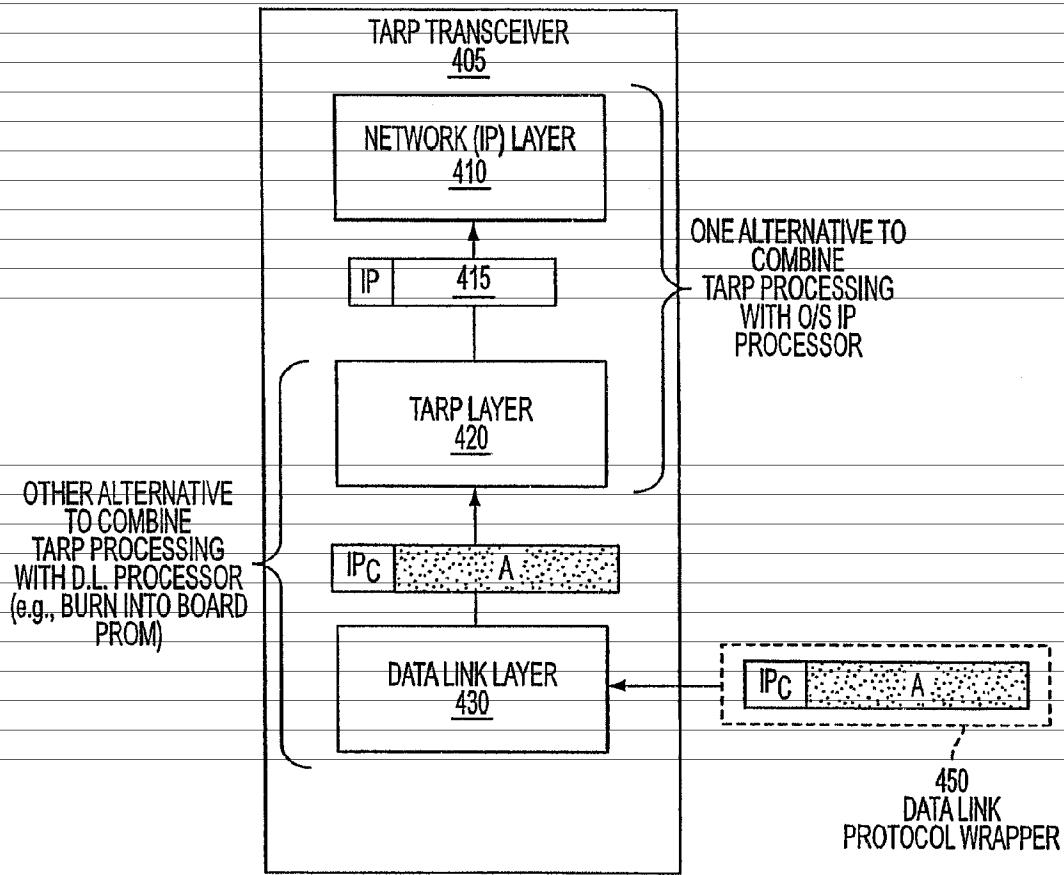 TARP TRANSCEIVER
405
NETWORK (IP) LAYER
410
IP
415
ONE ALTERNATIVE TO
COMBINE
TARP PROCESSING
WITH O/S IP
PROCESSOR
TARP LAYER
420
OTHER ALTERNATIVE
TO COMBINE
TARP PROCESSING
WITH D.L. PROCESSOR
(e.g., BURN INTO BOARD
PROM)
IPC A
DATA LINK LAYER
430
IPC A
450
DATA LINK
PROTOCOL WRAPPER